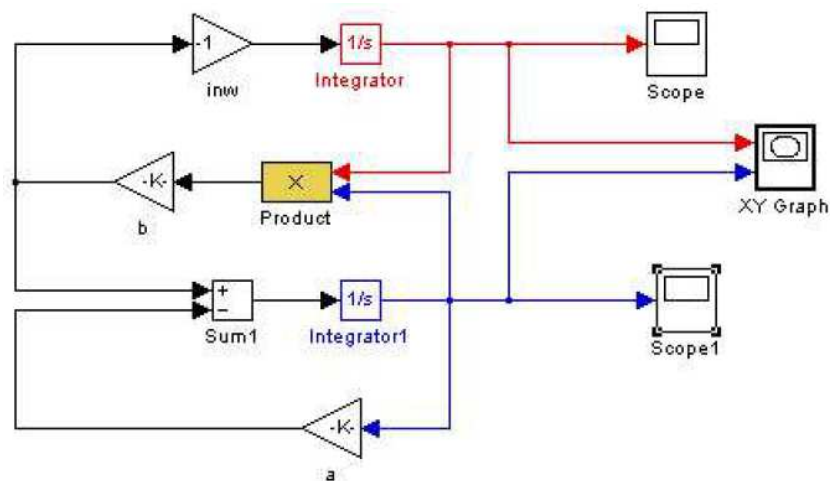 -1
1/s
inw
Integrator
Scope
-K-
X
b
Product
XY Graph
+
−
1/s
Sum1
Integrator1
Scope1
-K-
a